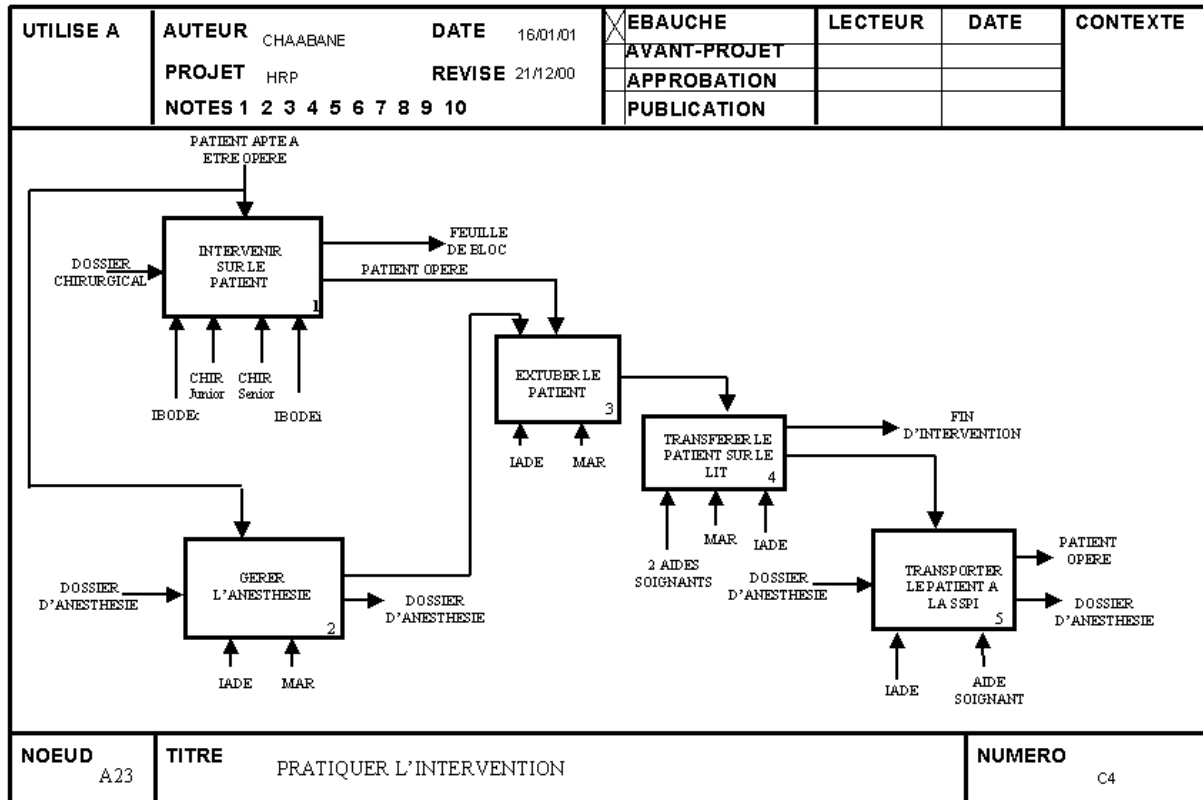 UTILISE A
AUTEUR CHAABANE DATE 16/01/01
PROJET HRP REVISE 21/12/00
NOTES 1 2 3 4 5 6 7 8 9 10
EBAUCHE
AVANT-PROJET
APPROBATION
PUBLICATION
LECTEUR
DATE
CONTEXTE
PATIENT APTE A
ETRE OPERE
DOSSIER
CHIRURGICAL
INTERVENIR
SUR LE
PATIENT
1
FEUILLE
DE BLOC
PATIENT OPERE
IBODEc
CHIR
Junior
CHIR
Senior
IBODEi
EXTUBER LE
PATIENT
3
IADE
MAR
TRANSFERER LE
PATIENT SUR LE
LIT
4
FIN
D'INTERVENTION
2 AIDES
SOIGNANTS
MAR
IADE
DOSSIER
D'ANESTHESIE
GERER
L'ANESTHESIE
2
DOSSIER
D'ANESTHESIE
IADE
MAR
DOSSIER
D'ANESTHESIE
TRANSPORTER
LE PATIENT A
LA SSPI
5
PATIENT
OPERE
DOSSIER
D'ANESTHESIE
IADE
AIDE
SOIGNANT
NOEUD
A23
TITRE
PRATIQUER L'INTERVENTION
NUMERO
C4